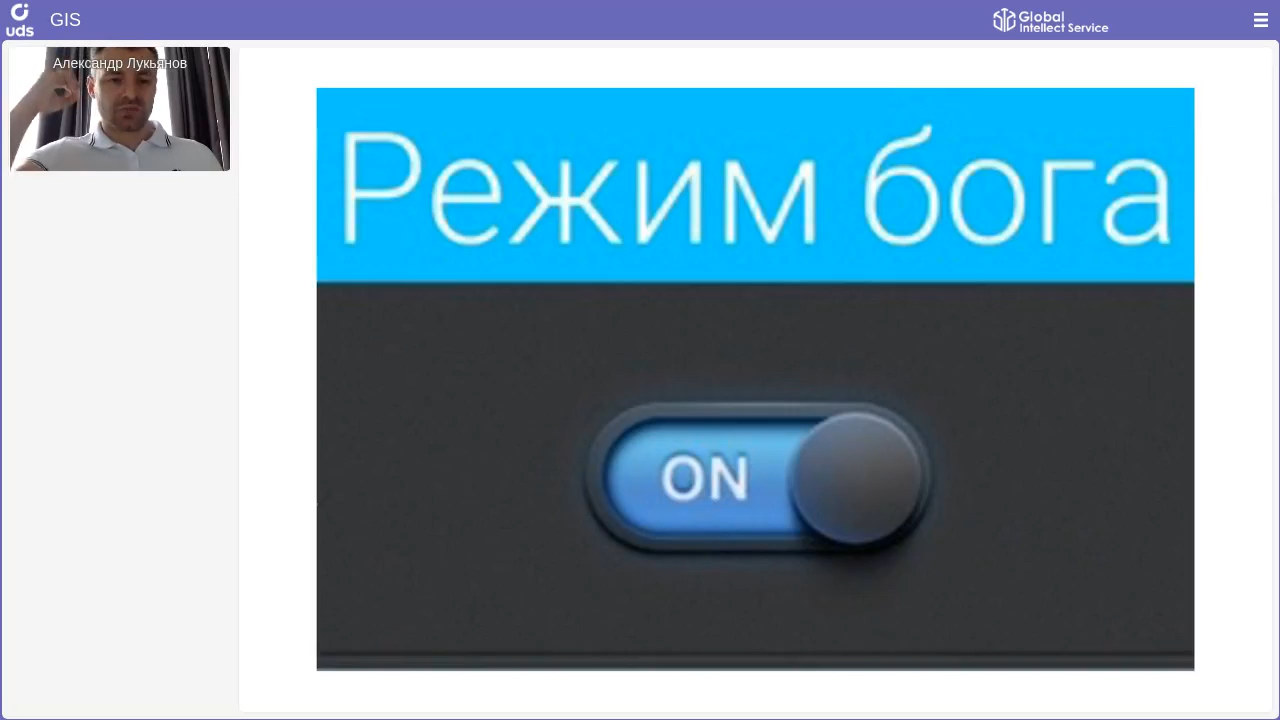 uds
GIS
Global
Intellect Service
Александр Лукьянов
Режим бога
ON